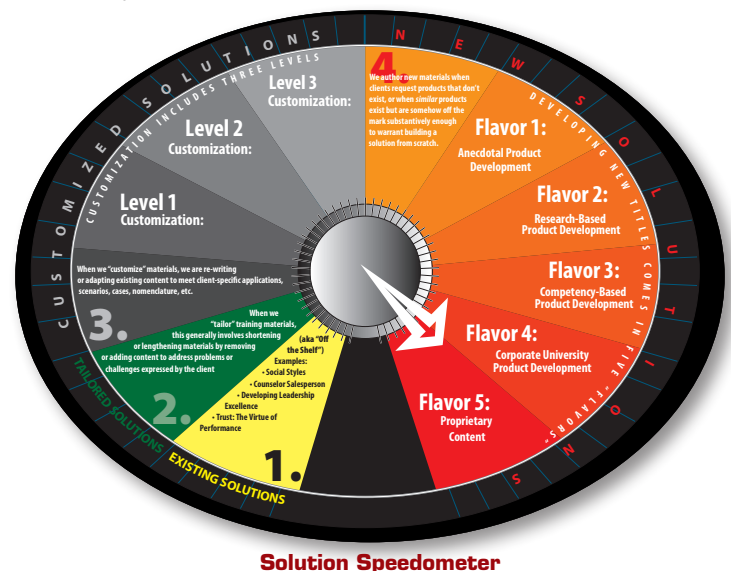 EXISTING SOLUTIONS
1.
(aka “Off
the Shelf”)
Examples:
• Social Styles
• Counselor Salesperson
• Developing Leadership
Excellence
• Trust: The Virtue of
Performance
TAILORED SOLUTIONS
2.
When we
“tailor” training materials,
this generally involves shortening
or lengthening materials by removing
or adding content to address problems or
challenges expressed by the client
CUSTOMIZED SOLUTIONS
3.
When we “customize” materials, we are re-writing
or adapting existing content to meet client-specific applications,
scenarios, cases, nomenclature, etc.
CUSTOMIZATION INCLUDES THREE LEVELS
Level 1
Customization:
Level 2
Customization:
Level 3
Customization:
NEW SOLUTIONS
4.
We author new materials when
clients request products that don’t
exist, or when similar products
exist but are somehow off the
mark substantively enough
to warrant building a
solution from scratch.
DEVELOPING NEW TITLES COMES IN FIVE “FLAVORS”
Flavor 1:
Anecdotal Product
Development
Flavor 2:
Research-Based
Product Development
Flavor 3:
Competency-Based
Product Development
Flavor 4:
Corporate University
Product Development
Flavor 5:
Proprietary
Content
Solution Speedometer